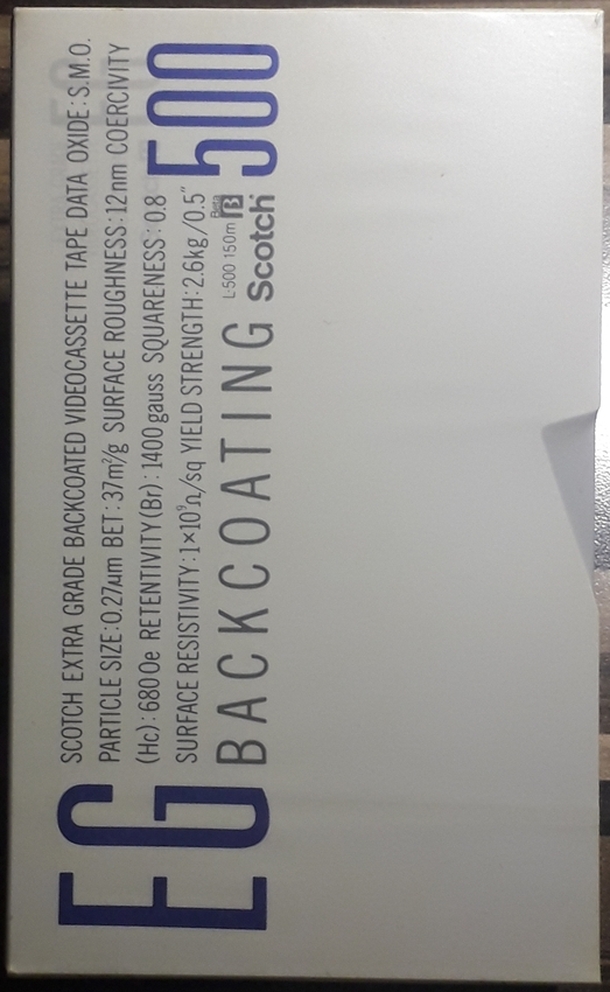 EG
SCOTCH EXTRA GRADE BACKCOATED VIDEOCASSETTE TAPE DATA OXIDE: S.M.O.
PARTICLE SIZE: 0.27µm BET: 37m²/g SURFACE ROUGHNESS: 12nm COERCIVITY
(Hc): 680 Oe RETENTIVITY (Br): 1400 gauss SQUARENESS: 0.8
SURFACE RESISTIVITY: 1×10⁹Ω/sq YIELD STRENGTH: 2.6kg/0.5″
500
BACKCOATING
L-500 150m Beta β
Scotch